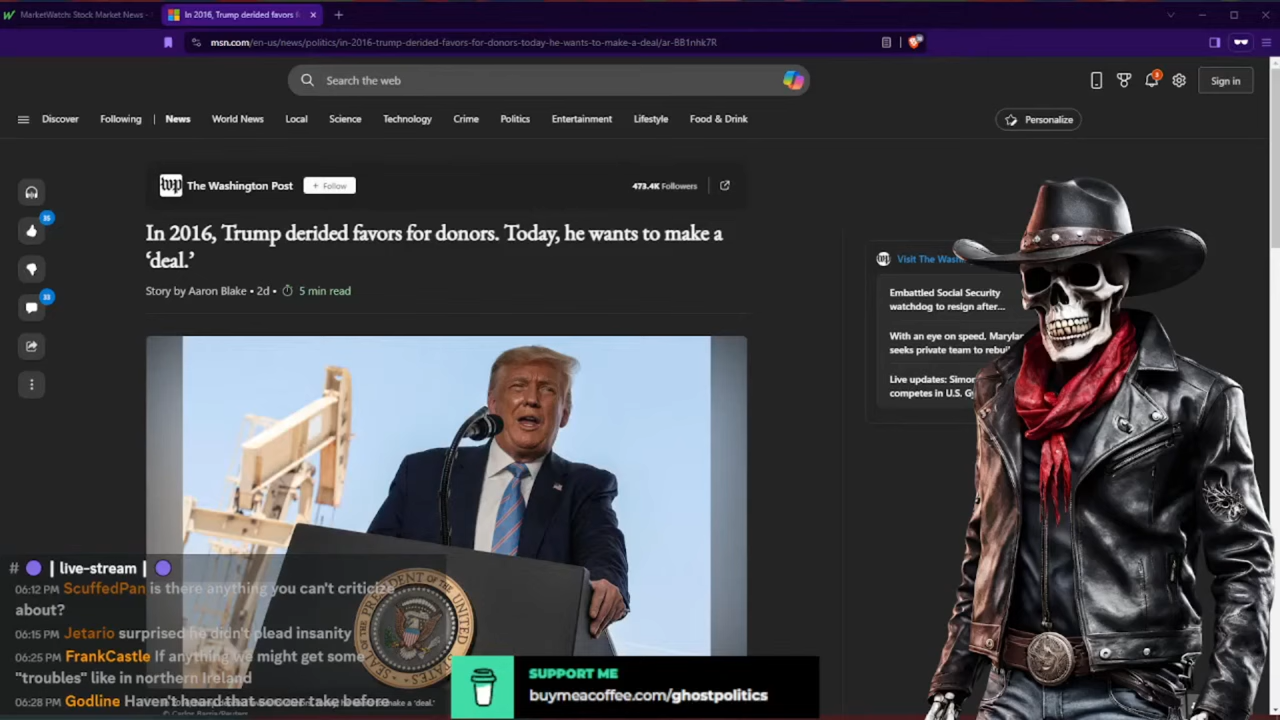 MarketWatch: Stock Market News -
In 2016, Trump derided favors f
msn.com/en-us/news/politics/in-2016-trump-derided-favors-for-donors-today-he-wants-to-make-a-deal/ar-BB1nhk7R
Search the web
Sign in
Discover Following News World News Local Science Technology Crime Politics Entertainment Lifestyle Food & Drink
Personalize
wp The Washington Post + Follow 473.4K Followers
In 2016, Trump derided favors for donors. Today, he wants to make a
‘deal.’
Story by Aaron Blake • 2d • 5 min read
Embattled Social Security
watchdog to resign after...
With an eye on speed,
seeks private team to
Live updates:
competes in U.S.
# | live-stream |
06:12 PM ScuffedPan is there anything you can't criticize
about?
06:15 PM Jetario surprised he didn't plead insanity
06:25 PM FrankCastle If anything we might get some
"troubles" like in northern Ireland
06:28 PM Godline Haven't heard that soccer take before
PRESIDENT OF THE UNITED
SUPPORT ME
buymeacoffee.com/ghostpolitics